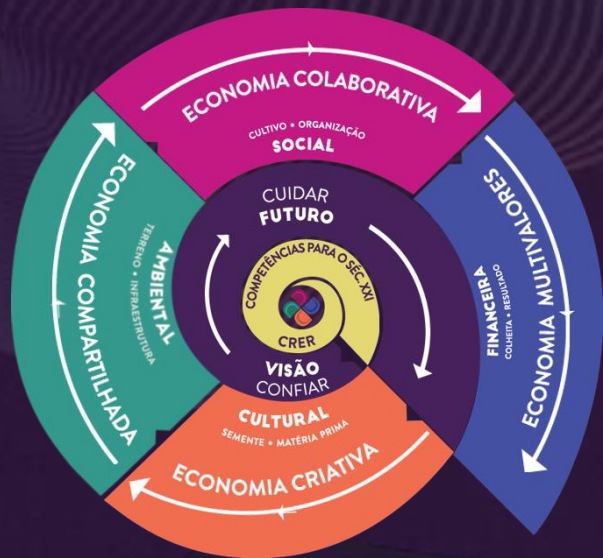 ECONOMIA COLABORATIVA
CULTIVO • ORGANIZAÇÃO
SOCIAL
ECONOMIA MULTIVALORES
FINANCEIRA
COLHEITA • RESULTADO
CUIDAR
FUTURO
COMPETÊNCIAS PARA O SÉC. XXI
CRER
VISÃO
CONFIAR
CULTURAL
SEMENTE • MATÉRIA PRIMA
ECONOMIA CRIATIVA
ECONOMIA COMPARTILHADA
AMBIENTAL
TERRENO • INFRAESTRUTURA